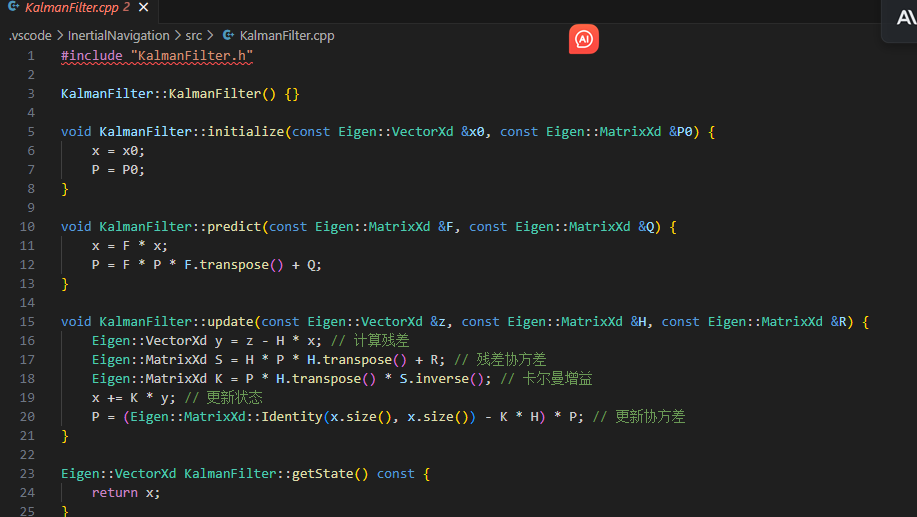 KalmanFilter.cpp 2 ✕
.vscode > InertialNavigation > src > KalmanFilter.cpp
1 #include "KalmanFilter.h"
2
3 KalmanFilter::KalmanFilter() {}
4
5 void KalmanFilter::initialize(const Eigen::VectorXd &x0, const Eigen::MatrixXd &P0) {
6     x = x0;
7     P = P0;
8 }
9
10 void KalmanFilter::predict(const Eigen::MatrixXd &F, const Eigen::MatrixXd &Q) {
11     x = F * x;
12     P = F * P * F.transpose() + Q;
13 }
14
15 void KalmanFilter::update(const Eigen::VectorXd &z, const Eigen::MatrixXd &H, const Eigen::MatrixXd &R) {
16     Eigen::VectorXd y = z - H * x; // 计算残差
17     Eigen::MatrixXd S = H * P * H.transpose() + R; // 残差协方差
18     Eigen::MatrixXd K = P * H.transpose() * S.inverse(); // 卡尔曼增益
19     x += K * y; // 更新状态
20     P = (Eigen::MatrixXd::Identity(x.size(), x.size()) - K * H) * P; // 更新协方差
21 }
22
23 Eigen::VectorXd KalmanFilter::getState() const {
24     return x;
25 }